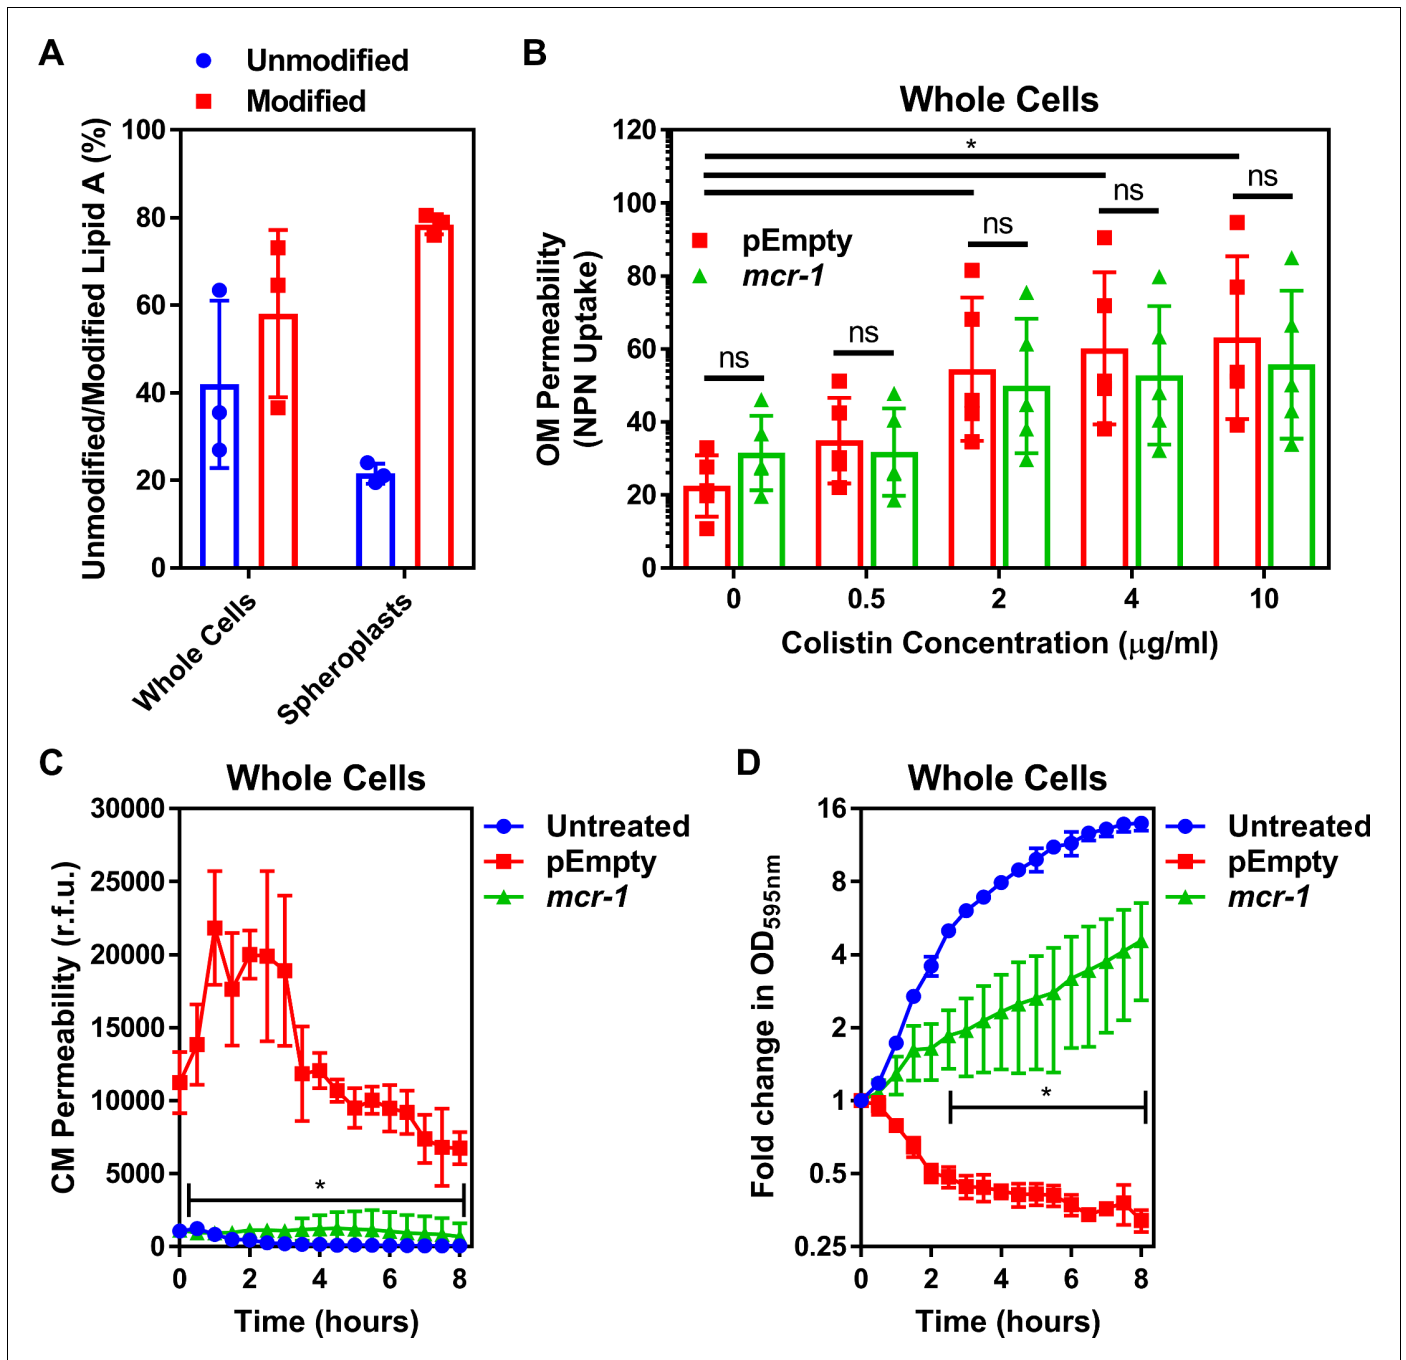 A
Unmodified
Modified
Unmodified/Modified Lipid A (%)
100
80
60
40
20
0
Whole Cells
Spheroplasts
B
Whole Cells
OM Permeability
(NPN Uptake)
120
100
80
60
40
20
0
*
ns
ns
ns
ns
ns
pEmpty
mcr-1
0
0.5
2
4
10
Colistin Concentration (μg/ml)
C
Whole Cells
CM Permeability (r.f.u.)
30000
25000
20000
15000
10000
5000
0
*
0
2
4
6
8
Time (hours)
Untreated
pEmpty
mcr-1
D
Whole Cells
Fold change in OD595nm
16
8
4
2
1
0.5
0.25
*
0
2
4
6
8
Time (hours)
Untreated
pEmpty
mcr-1